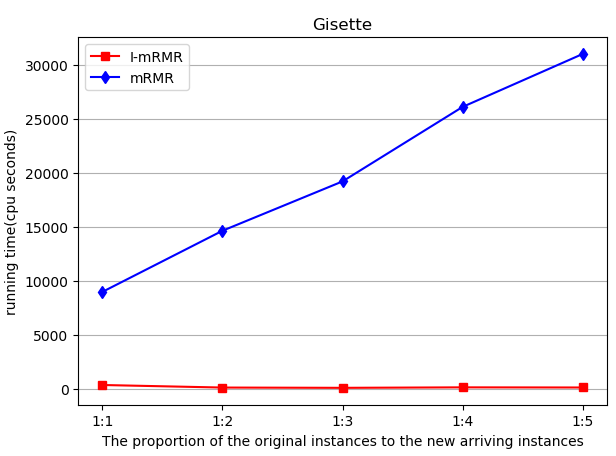 Gisette
I-mRMR
mRMR
30000
25000
20000
15000
10000
5000
0
running time(cpu seconds)
1:1 1:2 1:3 1:4 1:5
The proportion of the original instances to the new arriving instances